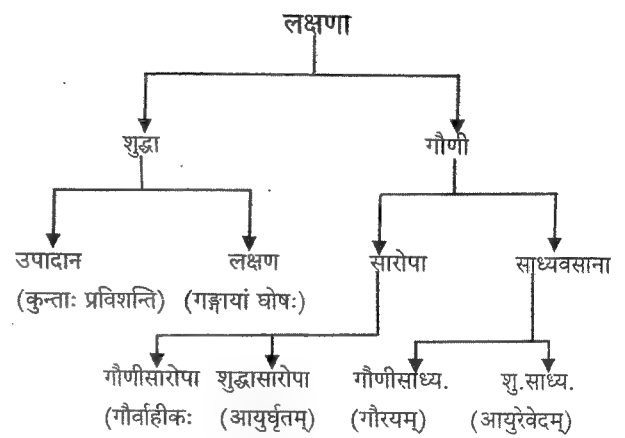 लक्षणा
शुद्धा गौणी
उपादान लक्षण सारोपा साध्यवसाना
(कुन्ताः प्रविशन्ति) (गङ्गायां घोषः)
गौणीसारोपा शुद्धासारोपा गौणीसाध्य. शु.साध्य.
(गौर्वाहीकः (आयुर्घृतम्) (गौरयम्) (आयुरेवेदम्)